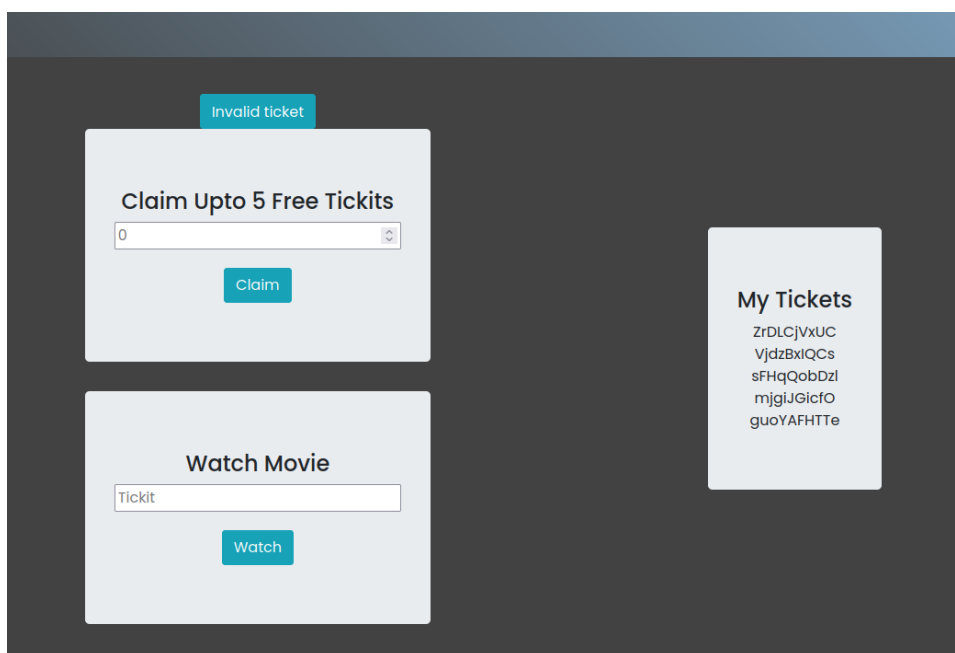 Invalid ticket
Claim Upto 5 Free Tickits
0
Claim
Watch Movie
Tickit
Watch
My Tickets
ZrDLCjVxUC
VjdzBxIQCs
sFHqQobDzl
mjgiJGicfO
guoYAFHTTe